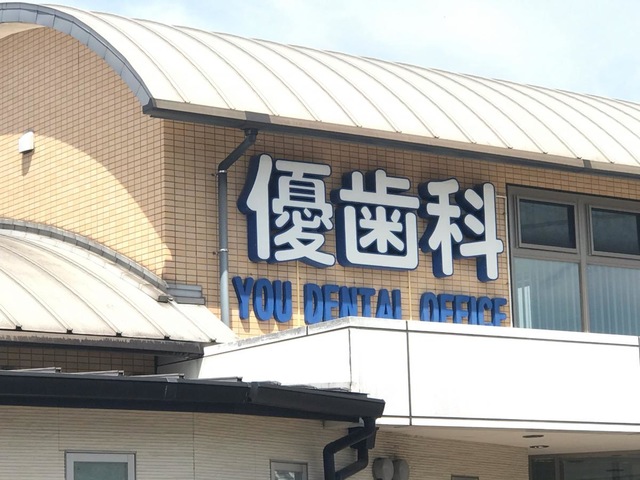 優歯科
YOU DENTAL OFFICE